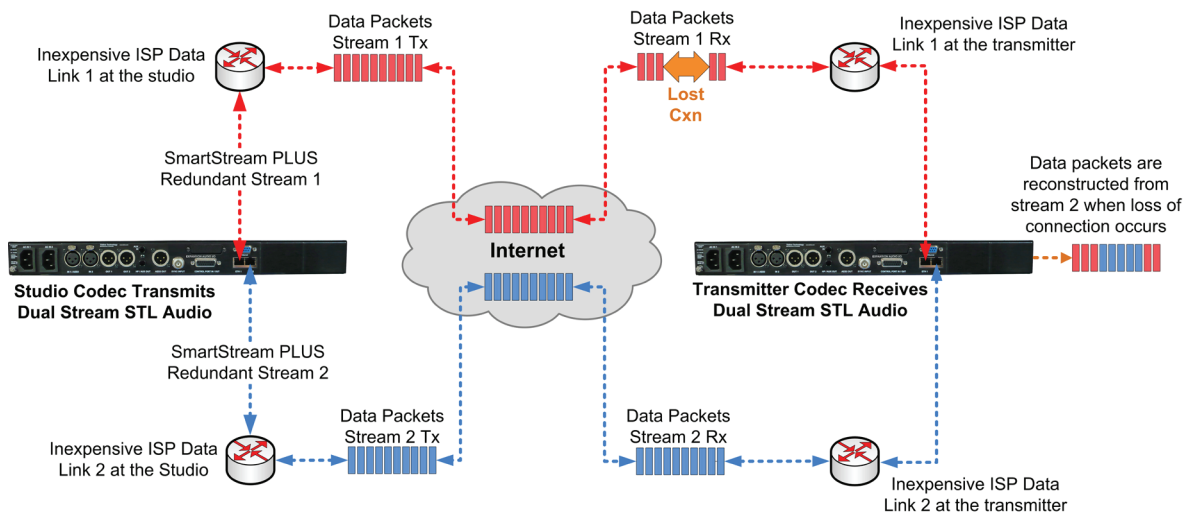 Data Packets
Stream 1 Tx
Data Packets
Stream 1 Rx
Inexpensive ISP Data
Link 1 at the transmitter
Inexpensive ISP Data
Link 1 at the studio
Lost
Cxn
SmartStream PLUS
Redundant Stream 1
Data packets are
reconstructed from
stream 2 when loss of
connection occurs
Internet
Studio Codec Transmits
Dual Stream STL Audio
Transmitter Codec Receives
Dual Stream STL Audio
SmartStream PLUS
Redundant Stream 2
Data Packets
Stream 2 Tx
Data Packets
Stream 2 Rx
Inexpensive ISP Data
Link 2 at the Studio
Inexpensive ISP Data
Link 2 at the transmitter